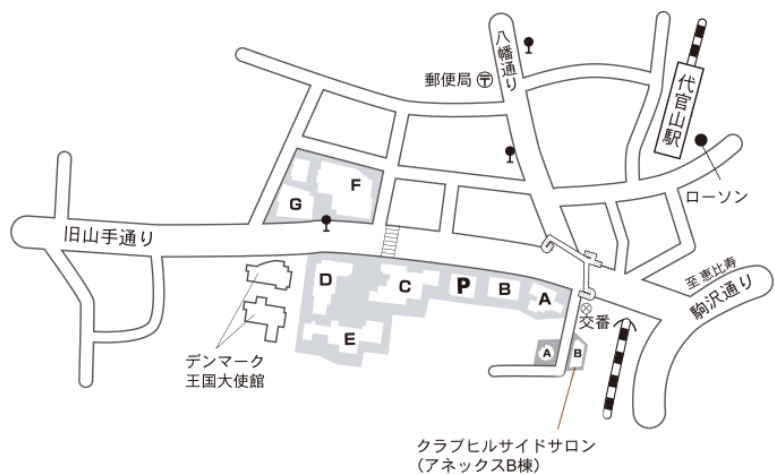 八幡通り
郵便局
代官山駅
ローソン
F
G
旧山手通り
至 恵比寿
駒沢通り
D
C
P
B
A
交番
E
A
B
デンマーク
王国大使館
クラブヒルサイドサロン
（アネックスB棟）